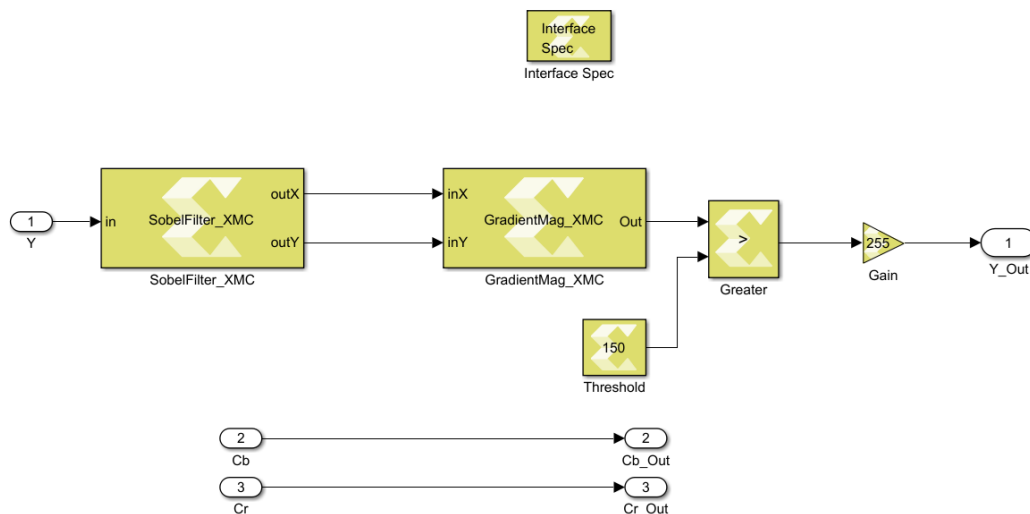 Interface
Spec
Interface Spec
1
Y
in
SobelFilter_XMC
outX
outY
SobelFilter_XMC
inX
inY
GradientMag_XMC
Out
GradientMag_XMC
>
Greater
255
Gain
1
Y_Out
150
Threshold
2
Cb
2
Cb_Out
3
Cr
3
Cr_Out